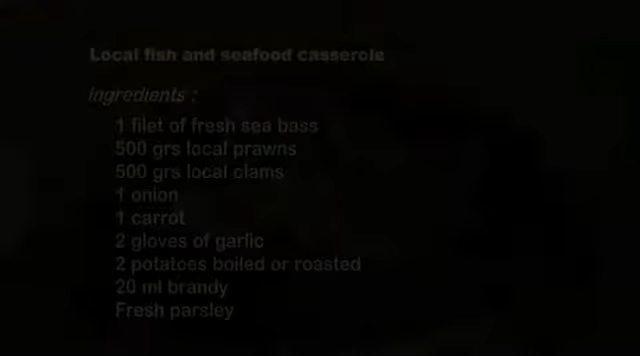 Local fish and seafood casserole
Ingredients :
1 filet of fresh sea bass
500 grs local prawns
500 grs local clams
1 onion
1 carrot
2 gloves of garlic
2 potatoes boiled or roasted
20 ml brandy
Fresh parsley